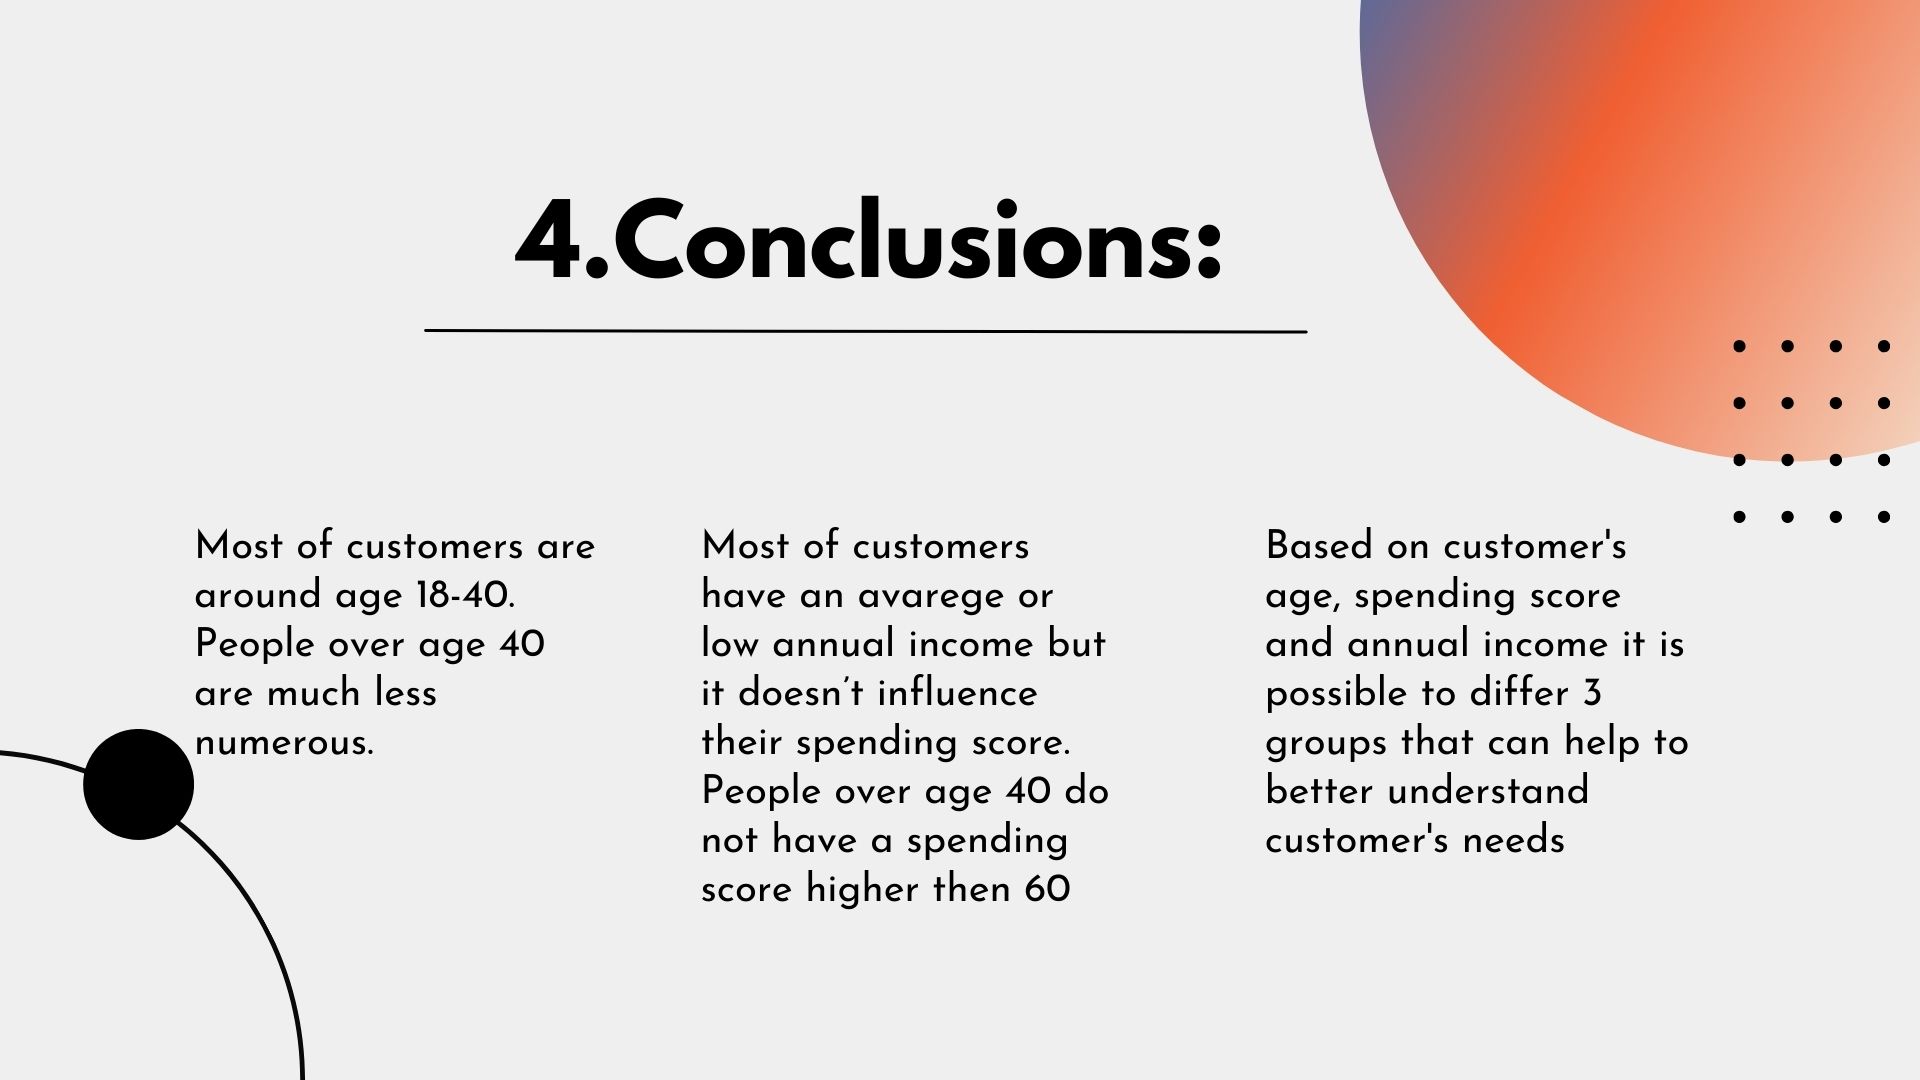 4.Conclusions:
Most of customers are
around age 18-40.
People over age 40
are much less
numerous.
Most of customers
have an avarege or
low annual income but
it doesn’t influence
their spending score.
People over age 40 do
not have a spending
score higher then 60
Based on customer's
age, spending score
and annual income it is
possible to differ 3
groups that can help to
better understand
customer's needs